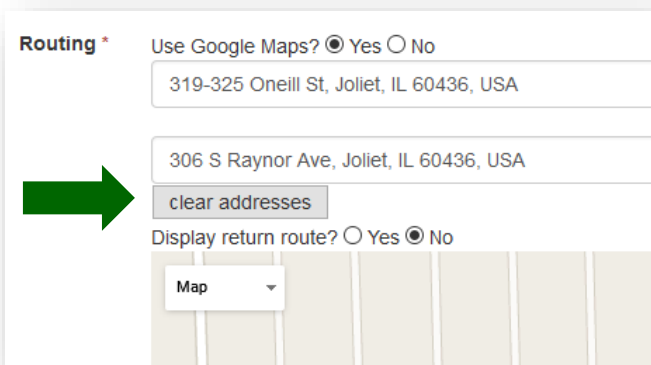 Routing * Use Google Maps? Yes No
319-325 Oneill St, Joliet, IL 60436, USA
306 S Raynor Ave, Joliet, IL 60436, USA
clear addresses
Display return route? Yes No
Map